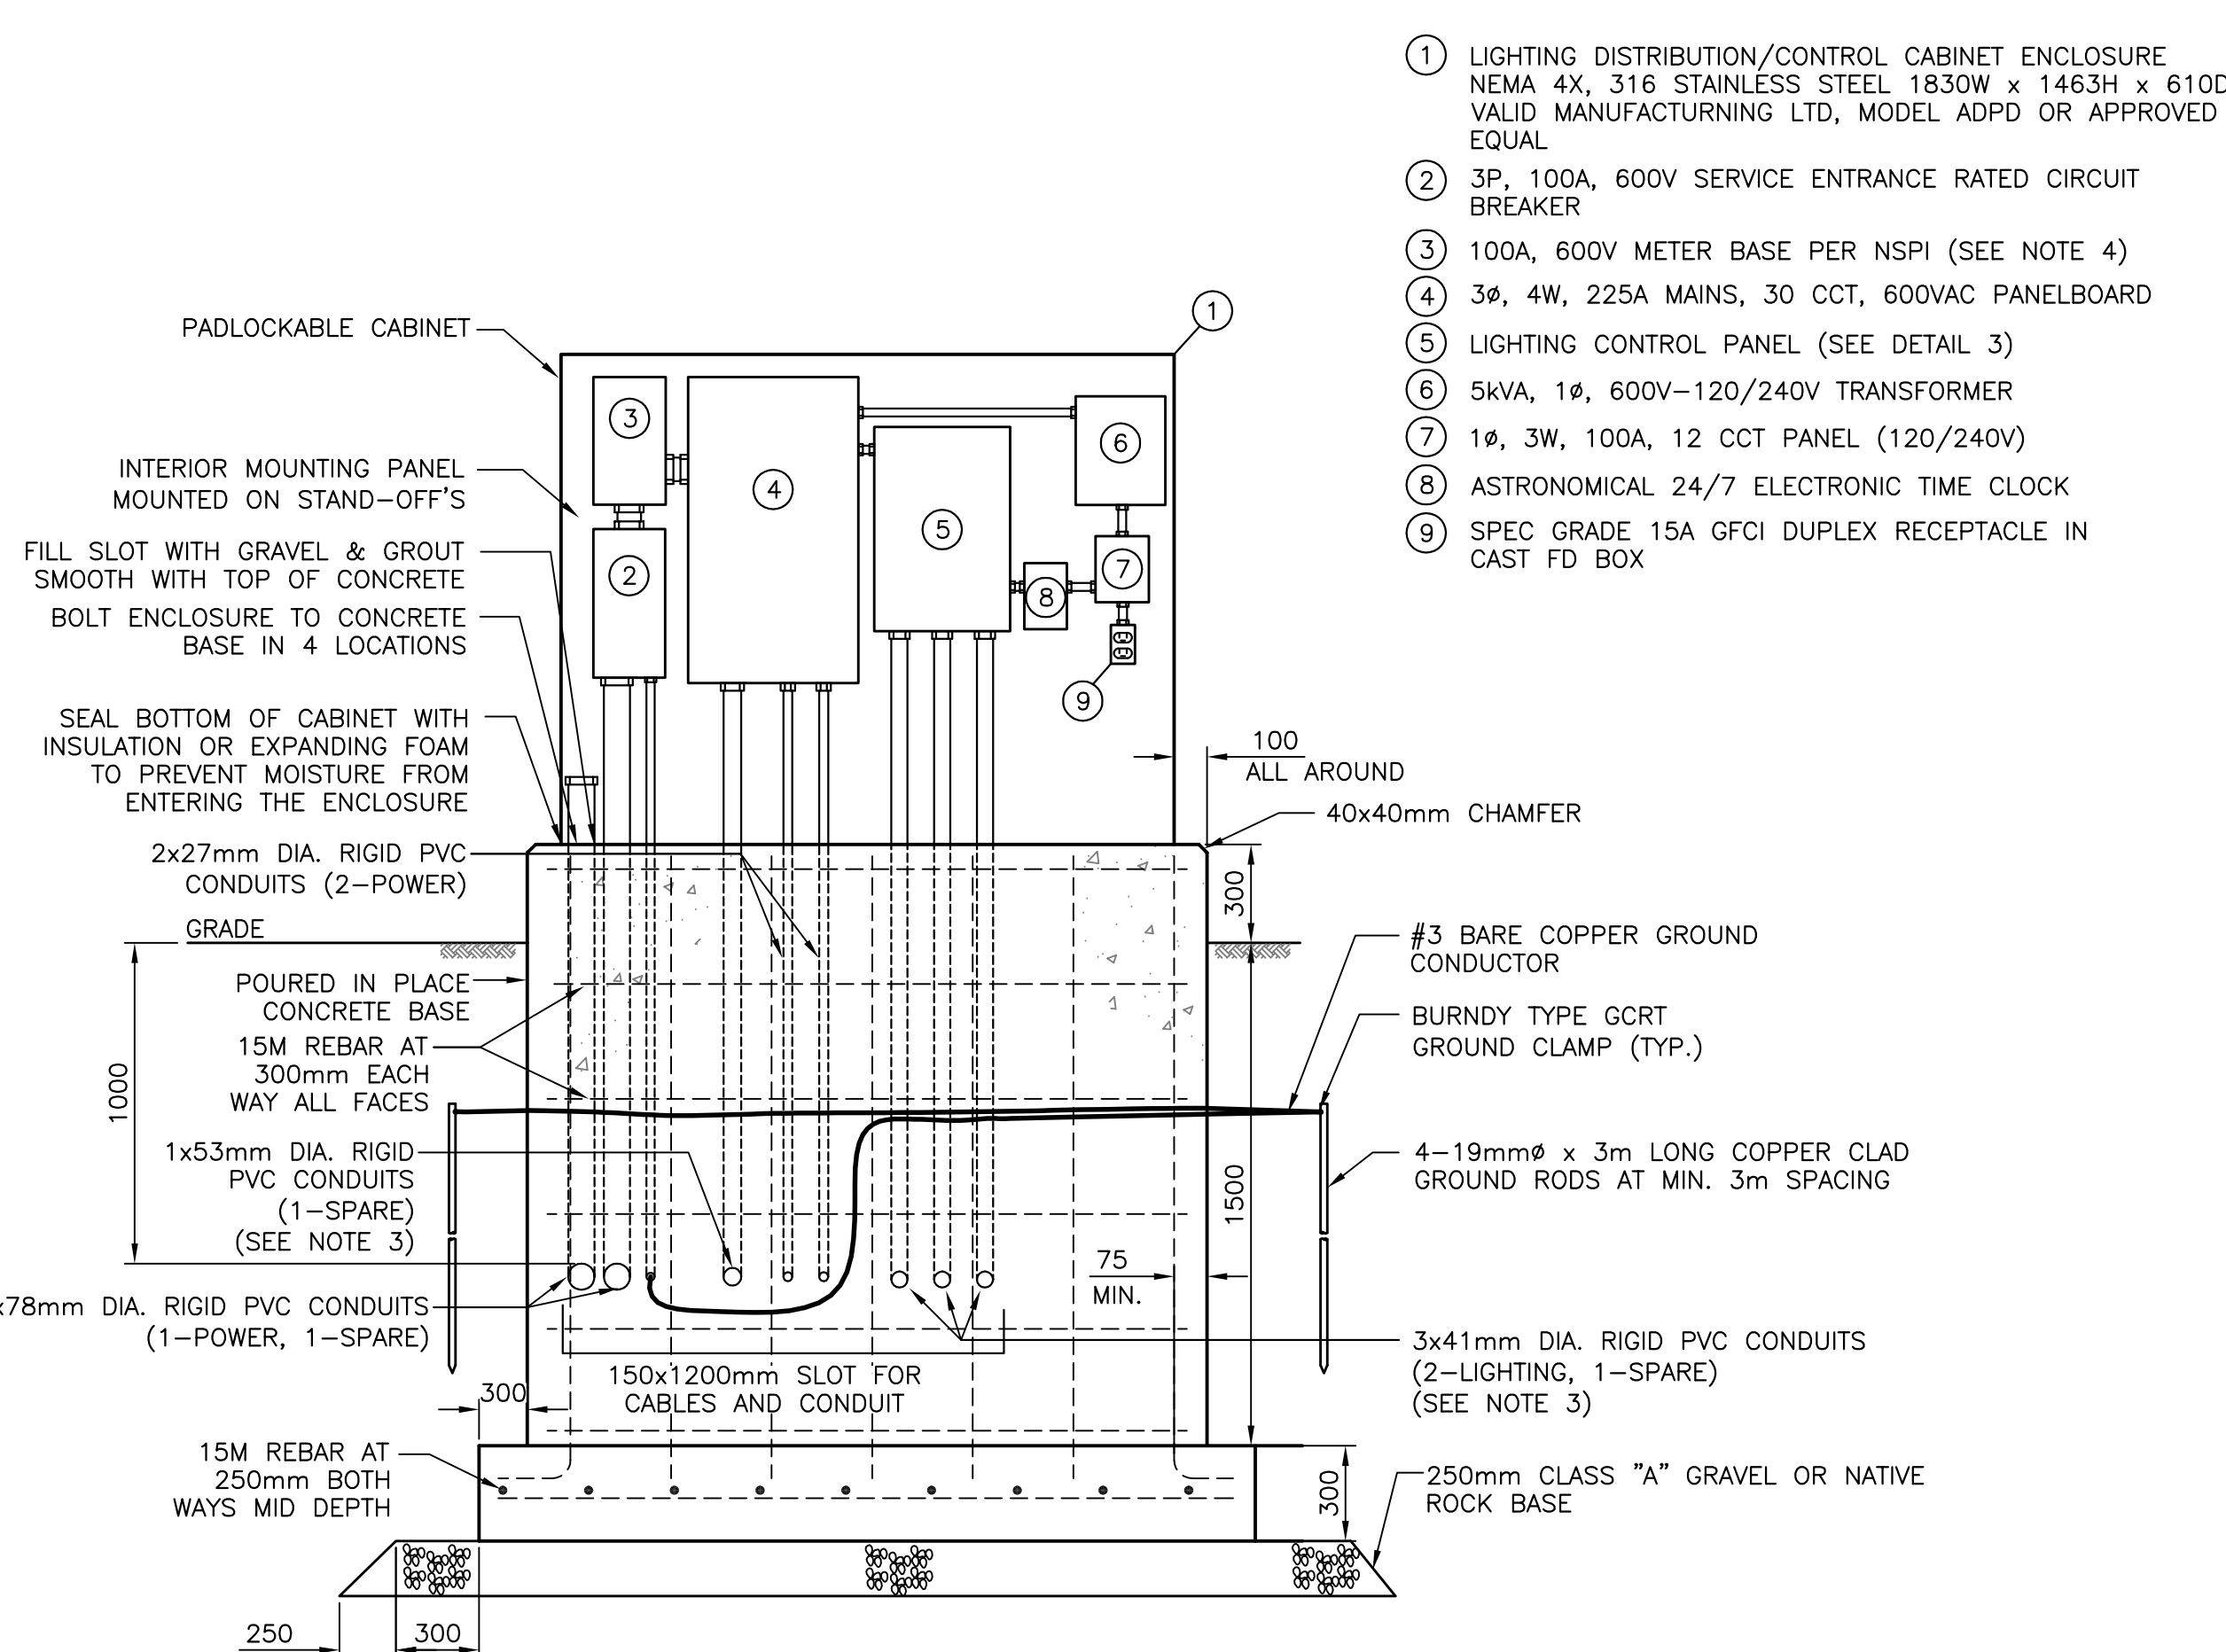 1 LIGHTING DISTRIBUTION/CONTROL CABINET ENCLOSURE
NEMA 4X, 316 STAINLESS STEEL 1830W x 1463H x 610D
VALID MANUFACTURNING LTD, MODEL ADPD OR APPROVED
EQUAL
2 3P, 100A, 600V SERVICE ENTRANCE RATED CIRCUIT
BREAKER
3 100A, 600V METER BASE PER NSPI (SEE NOTE 4)
4 3ø, 4W, 225A MAINS, 30 CCT, 600VAC PANELBOARD
5 LIGHTING CONTROL PANEL (SEE DETAIL 3)
6 5kVA, 1ø, 600V-120/240V TRANSFORMER
7 1ø, 3W, 100A, 12 CCT PANEL (120/240V)
8 ASTRONOMICAL 24/7 ELECTRONIC TIME CLOCK
9 SPEC GRADE 15A GFCI DUPLEX RECEPTACLE IN
CAST FD BOX
PADLOCKABLE CABINET
1
INTERIOR MOUNTING PANEL
MOUNTED ON STAND-OFF'S
FILL SLOT WITH GRAVEL & GROUT
SMOOTH WITH TOP OF CONCRETE
BOLT ENCLOSURE TO CONCRETE
BASE IN 4 LOCATIONS
SEAL BOTTOM OF CABINET WITH
INSULATION OR EXPANDING FOAM
TO PREVENT MOISTURE FROM
ENTERING THE ENCLOSURE
3
4
6
5
2
7
8
9
100
ALL AROUND
40x40mm CHAMFER
2x27mm DIA. RIGID PVC
CONDUITS (2-POWER)
GRADE
300
POURED IN PLACE
CONCRETE BASE
15M REBAR AT
300mm EACH
WAY ALL FACES
1000
#3 BARE COPPER GROUND
CONDUCTOR
BURNDY TYPE GCRT
GROUND CLAMP (TYP.)
1x53mm DIA. RIGID
PVC CONDUITS
(1-SPARE)
(SEE NOTE 3)
4-19mmø x 3m LONG COPPER CLAD
GROUND RODS AT MIN. 3m SPACING
1500
75
MIN.
x78mm DIA. RIGID PVC CONDUITS
(1-POWER, 1-SPARE)
3x41mm DIA. RIGID PVC CONDUITS
(2-LIGHTING, 1-SPARE)
(SEE NOTE 3)
150x1200mm SLOT FOR
CABLES AND CONDUIT
300
15M REBAR AT
250mm BOTH
WAYS MID DEPTH
300
250mm CLASS "A" GRAVEL OR NATIVE
ROCK BASE
250
300